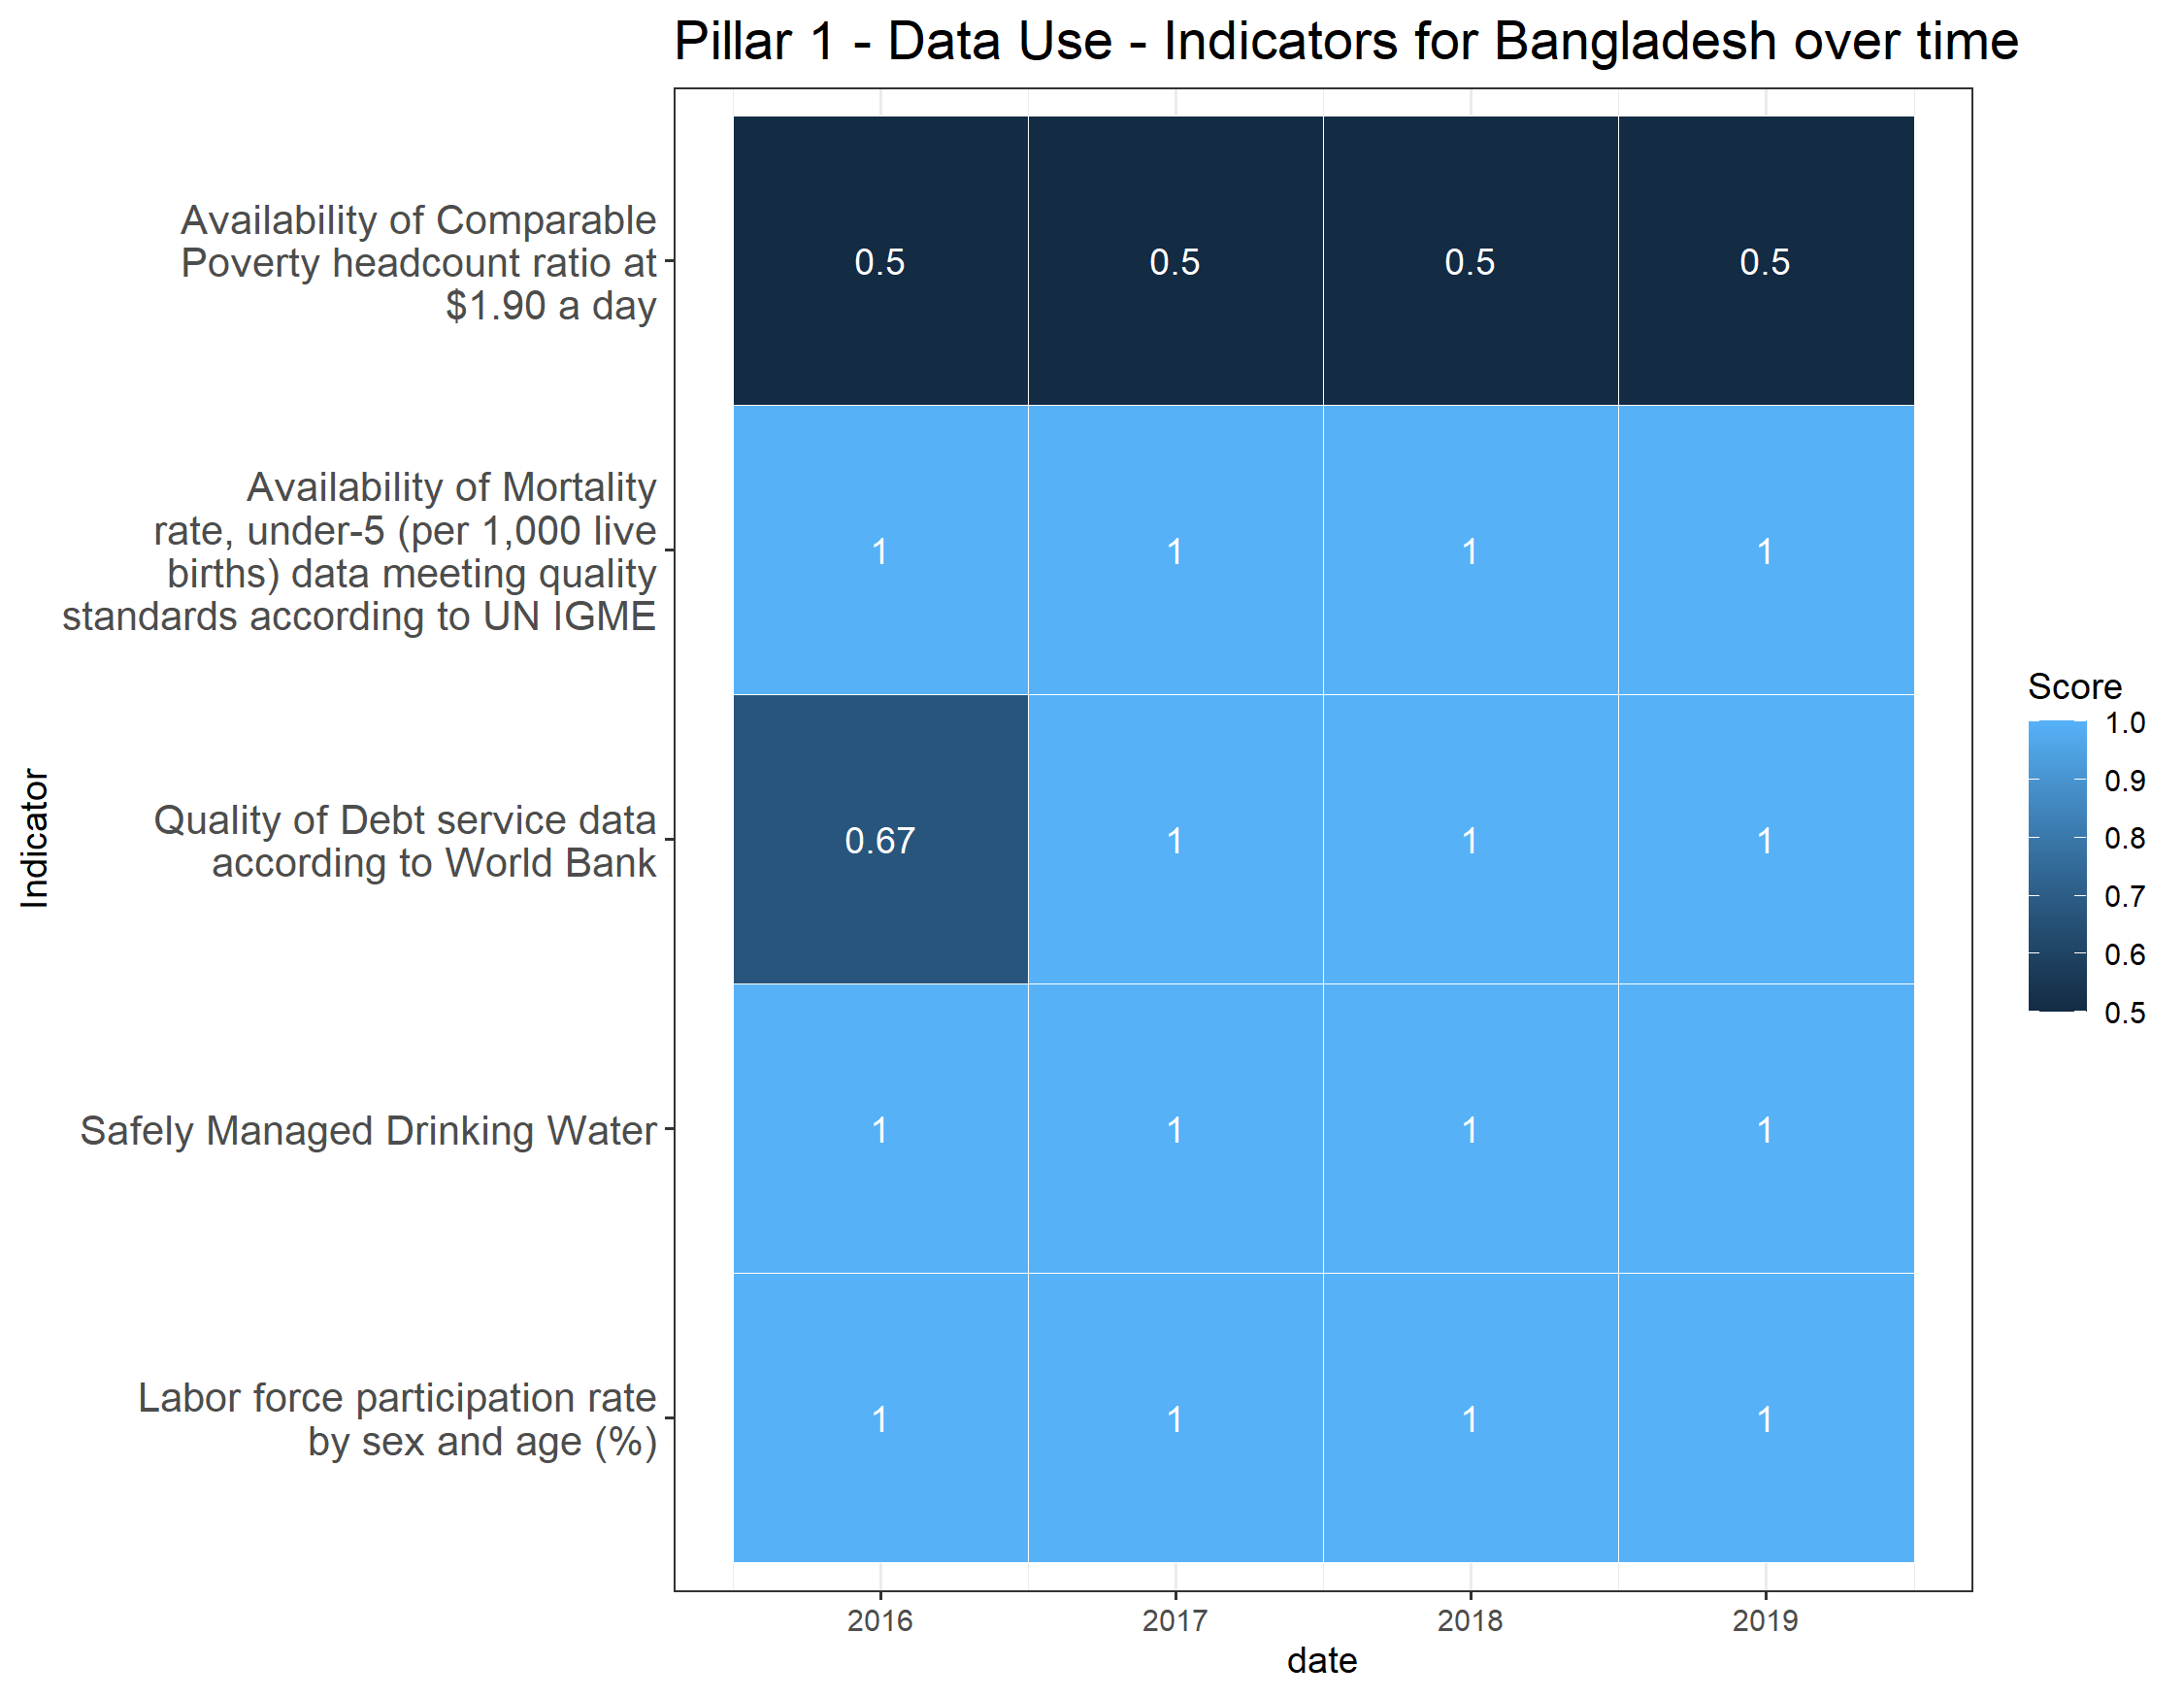 Pillar 1 - Data Use - Indicators for Bangladesh over time
Indicator
Availability of Comparable
Poverty headcount ratio at
$1.90 a day
0.5 0.5 0.5 0.5
Availability of Mortality
rate, under-5 (per 1,000 live
births) data meeting quality
standards according to UN IGME
1 1 1 1
Quality of Debt service data
according to World Bank
0.67 1 1 1
Safely Managed Drinking Water
1 1 1 1
Labor force participation rate
by sex and age (%)
1 1 1 1
2016 2017 2018 2019
date
Score
1.0
0.9
0.8
0.7
0.6
0.5